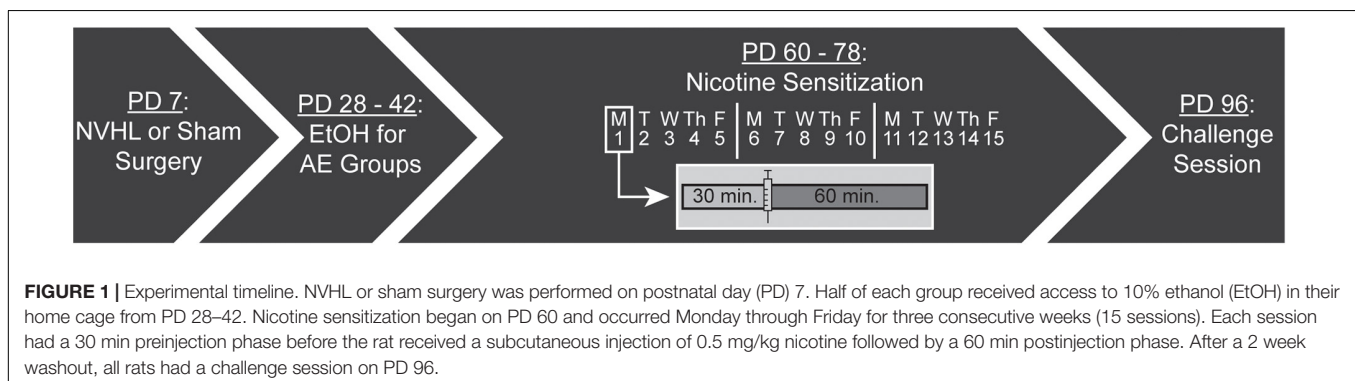 PD 7:
NVHL or Sham
Surgery
PD 28 - 42:
EtOH for
AE Groups
PD 60 - 78:
Nicotine Sensitization
M T W Th F M T W Th F M T W Th F
1 2 3 4 5 6 7 8 9 10 11 12 13 14 15
30 min. 60 min.
PD 96:
Challenge
Session
FIGURE 1 | Experimental timeline. NVHL or sham surgery was performed on postnatal day (PD) 7. Half of each group received access to 10% ethanol (EtOH) in their
home cage from PD 28–42. Nicotine sensitization began on PD 60 and occurred Monday through Friday for three consecutive weeks (15 sessions). Each session
had a 30 min preinjection phase before the rat received a subcutaneous injection of 0.5 mg/kg nicotine followed by a 60 min postinjection phase. After a 2 week
washout, all rats had a challenge session on PD 96.